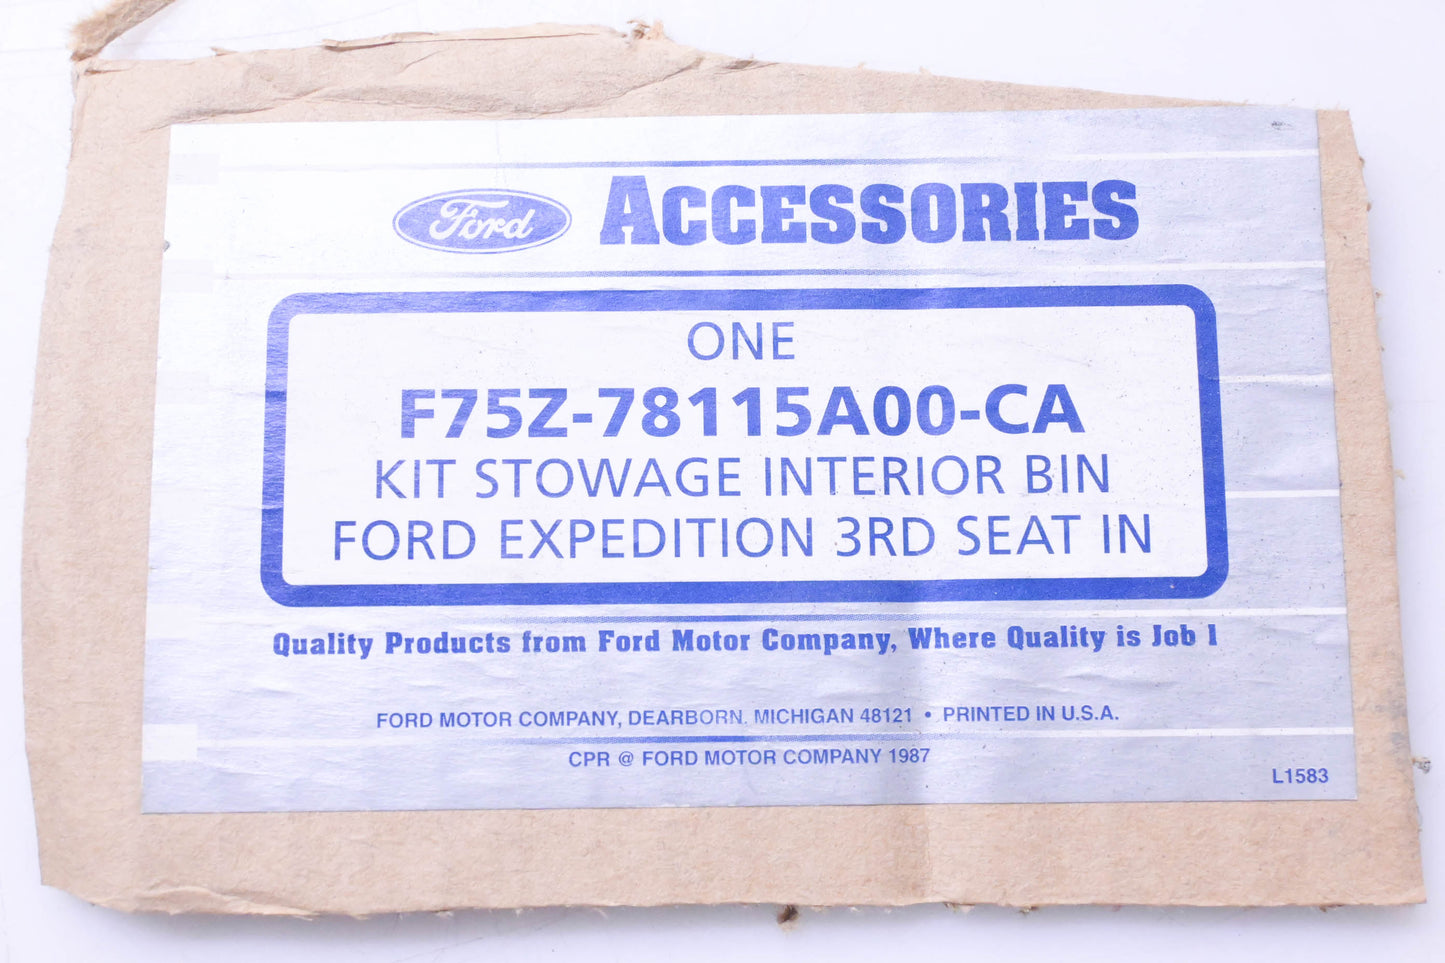 Ford ACCESSORIES
ONE
F75Z-78115A00-CA
KIT STOWAGE INTERIOR BIN
FORD EXPEDITION 3RD SEAT IN
Quality Products from Ford Motor Company, Where Quality is Job 1
FORD MOTOR COMPANY, DEARBORN. MICHIGAN 48121 • PRINTED IN U.S.A.
CPR @ FORD MOTOR COMPANY 1987
L1583